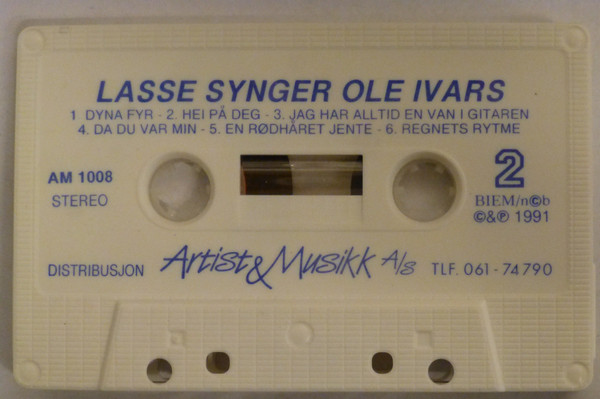 LASSE SYNGER OLE IVARS
1 DYNA FYR - 2. HEI PÅ DEG - 3. JAG HAR ALLTID EN VAN I GITAREN
4. DA DU VAR MIN - 5. EN RØDHÅRET JENTE - 6. REGNETS RYTME
AM 1008
STEREO
2
BIEM/n©b
©&℗ 1991
DISTRIBUSJON Artist & Musikk A/s TLF. 061-74790